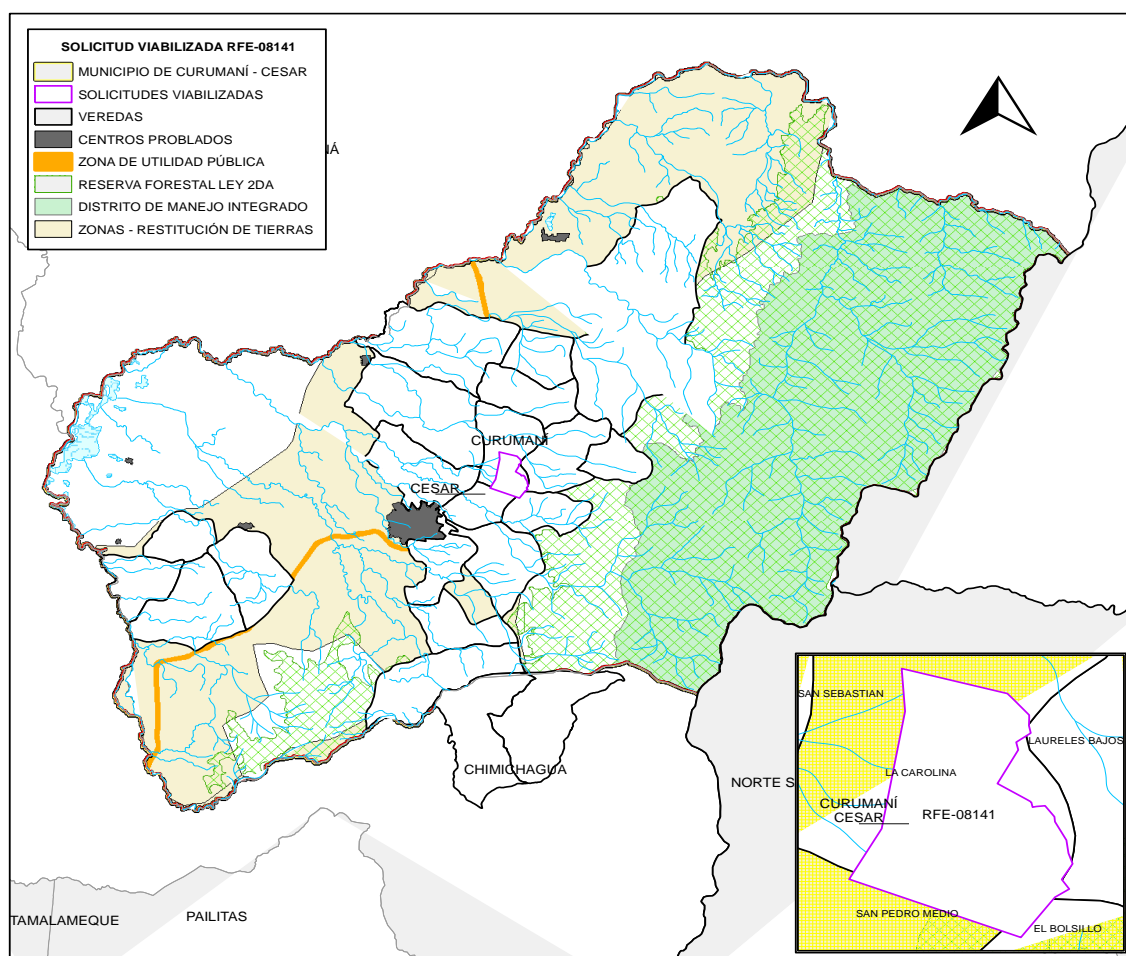 SOLICITUD VIABILIZADA RFE-08141
MUNICIPIO DE CURUMANÍ - CESAR
SOLICITUDES VIABILIZADAS
VEREDAS
CENTROS PROBLADOS
ZONA DE UTILIDAD PÚBLICA
RESERVA FORESTAL LEY 2DA
DISTRITO DE MANEJO INTEGRADO
ZONAS - RESTITUCIÓN DE TIERRAS
NÁ
CURUMANÍ
CESAR
CHIMICHAGUA
NORTE S
TAMALAMEQUE
PAILITAS
SAN SEBASTIAN
LAURELES BAJOS
LA CAROLINA
CURUMANÍ
CESAR
RFE-08141
SAN PEDRO MEDIO
EL BOLSILLO